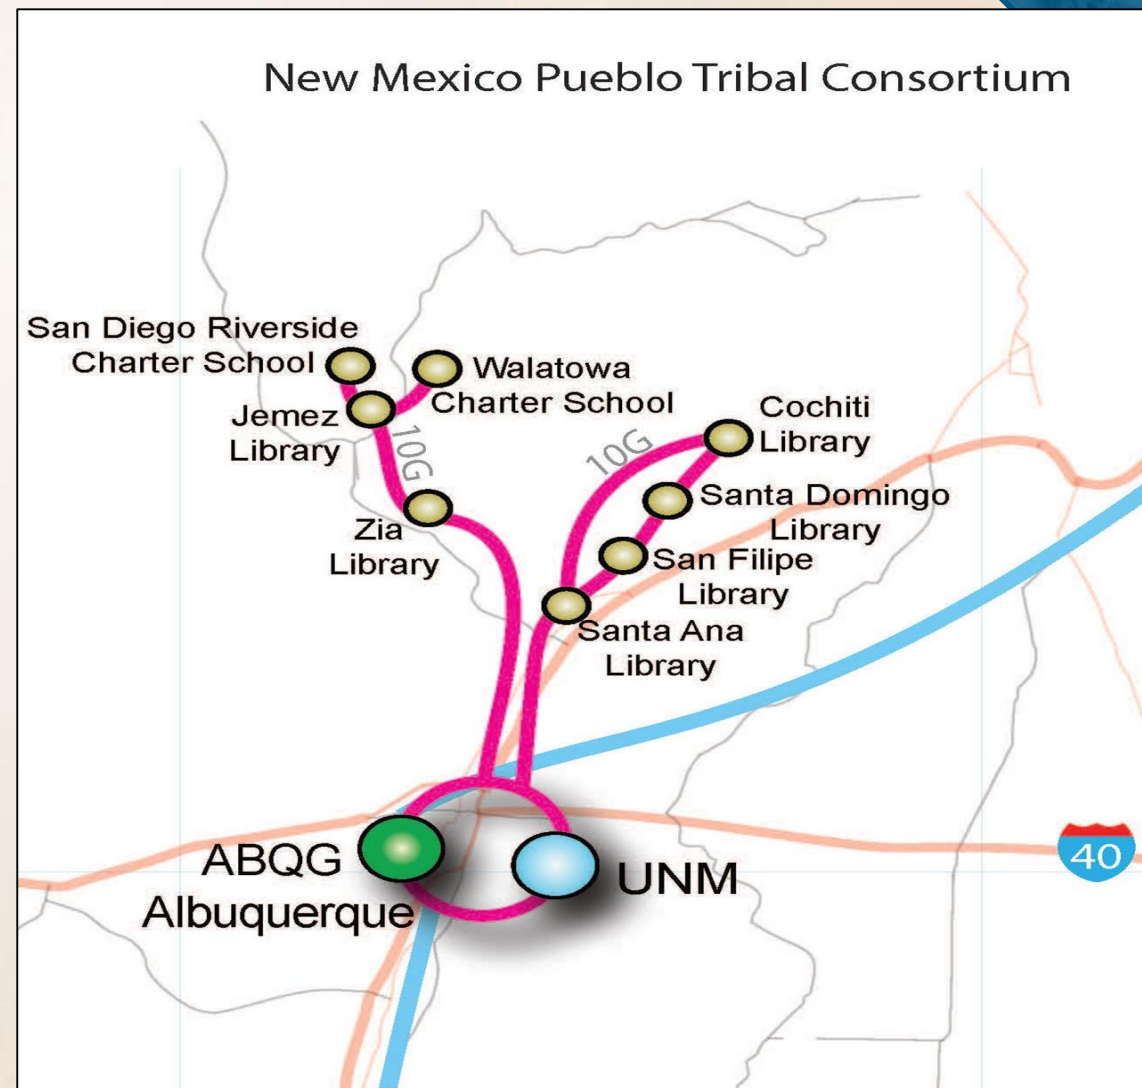 New Mexico Pueblo Tribal Consortium
San Diego Riverside
Charter School
Walatowa
Charter School
Jemez
Library
10G
Cochiti
Library
10G
Santa Domingo
Library
Zia
Library
San Filipe
Library
Santa Ana
Library
ABQG
Albuquerque
UNM
40